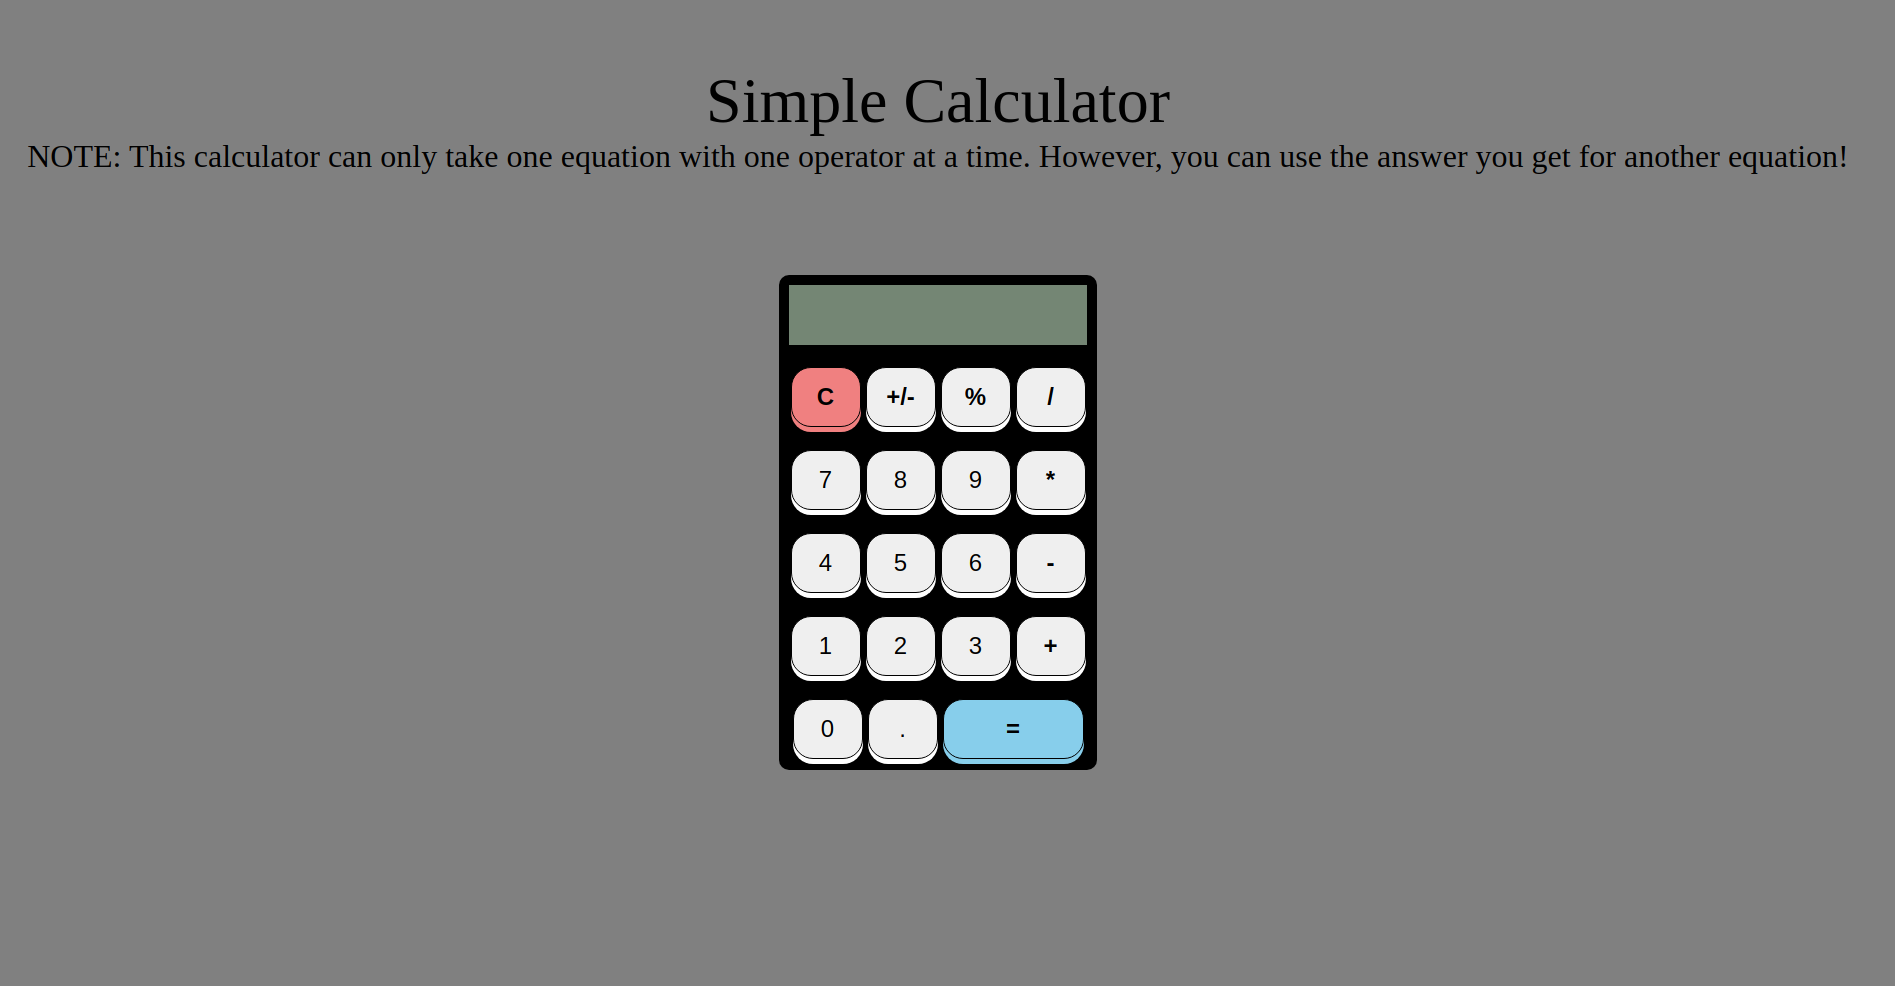 Simple Calculator
NOTE: This calculator can only take one equation with one operator at a time. However, you can use the answer you get for another equation!
C +/- % /
7 8 9 *
4 5 6 -
1 2 3 +
0 . =